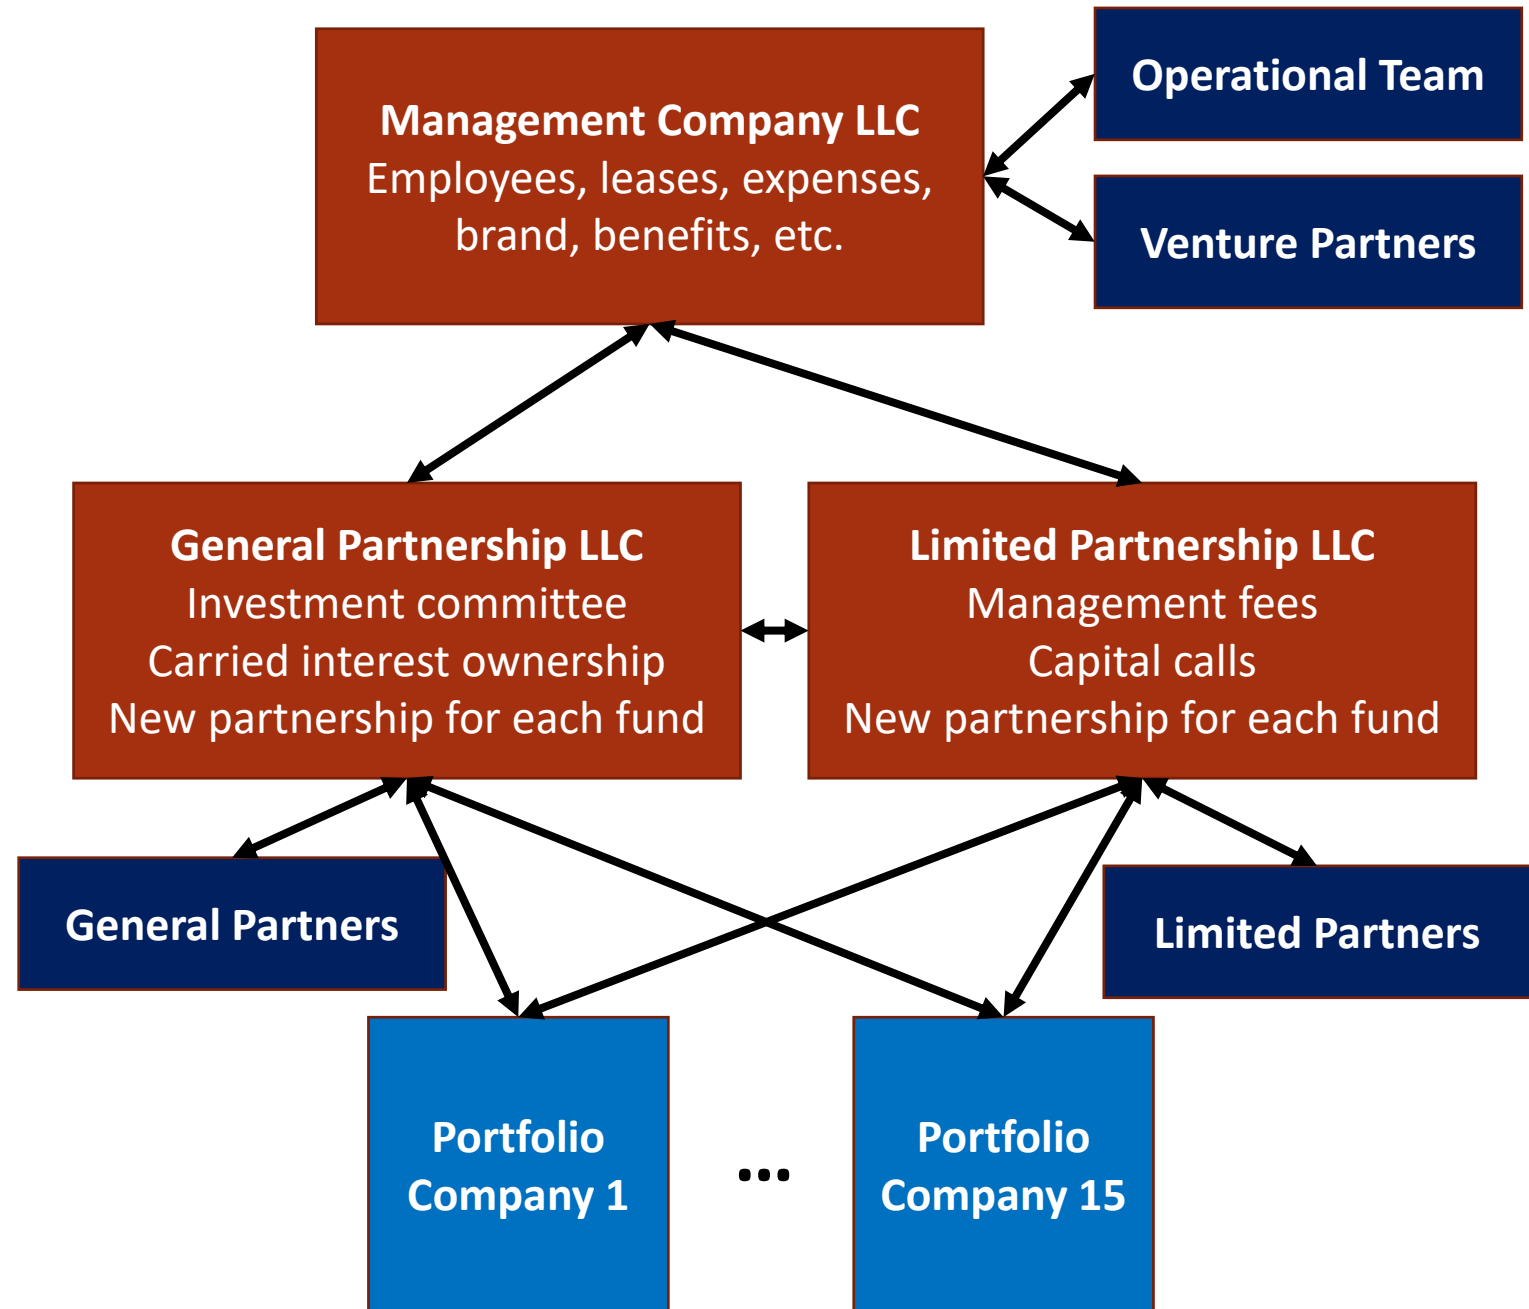 Management Company LLC
Employees, leases, expenses,
brand, benefits, etc.
Operational Team
Venture Partners
General Partnership LLC
Investment committee
Carried interest ownership
New partnership for each fund
Limited Partnership LLC
Management fees
Capital calls
New partnership for each fund
General Partners
Limited Partners
Portfolio
Company 1
...
Portfolio
Company 15